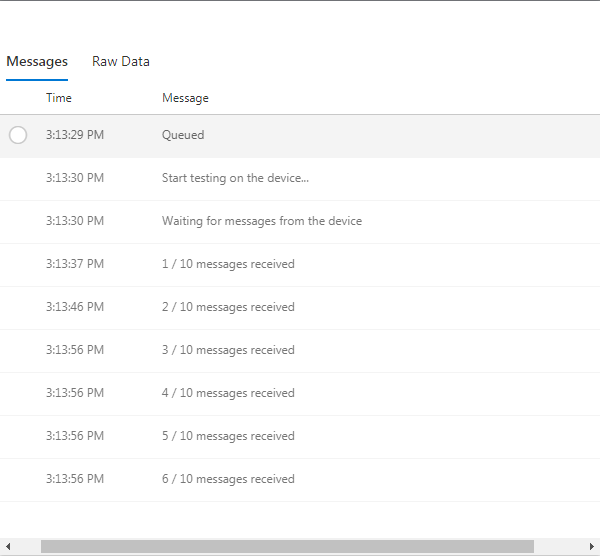 Messages Raw Data
Time Message
3:13:29 PM Queued
3:13:30 PM Start testing on the device...
3:13:30 PM Waiting for messages from the device
3:13:37 PM 1 / 10 messages received
3:13:46 PM 2 / 10 messages received
3:13:56 PM 3 / 10 messages received
3:13:56 PM 4 / 10 messages received
3:13:56 PM 5 / 10 messages received
3:13:56 PM 6 / 10 messages received